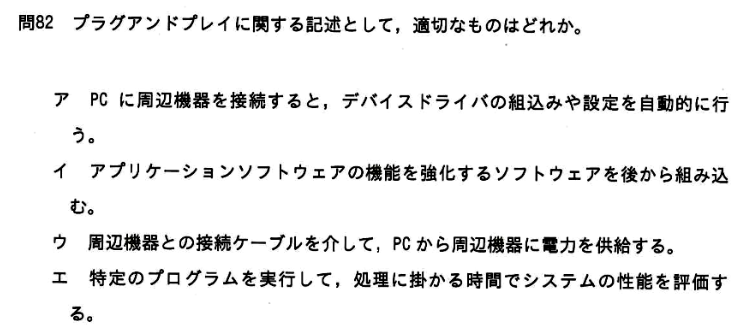 問82　プラグアンドプレイに関する記述として，適切なものはどれか。
ア　PC に周辺機器を接続すると，デバイスドライバの組込みや設定を自動的に行
う。
イ　アプリケーションソフトウェアの機能を強化するソフトウェアを後から組み込
む。
ウ　周辺機器との接続ケーブルを介して，PC から周辺機器に電力を供給する。
エ　特定のプログラムを実行して，処理に掛かる時間でシステムの性能を評価す
る。